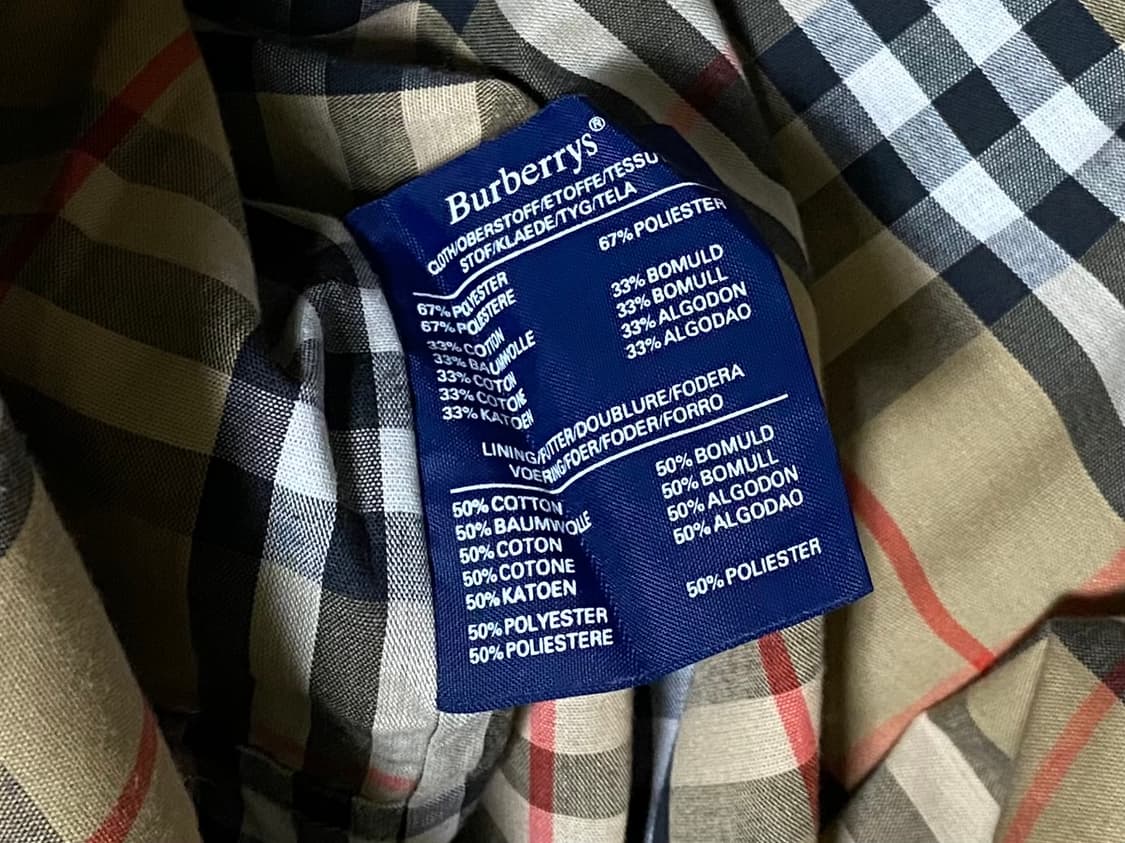 Burberrys®
CLOTH/OBERSTOFF/ETOFFE/TESSU
STOF/KLAEDE/TYG/TELA
67% POLYESTER
67% POLIESTERE
33% COTTON
33% BAUMWOLLE
33% COTON
33% COTONE
33% KATOEN
67% POLIESTER
33% BOMULD
33% BOMULL
33% ALGODON
33% ALGODAO
LINING/FUTTER/DOUBLURE/FODERA
VOERING/FOER/FODER/FORRO
50% COTTON
50% BAUMWOLLE
50% COTON
50% COTONE
50% KATOEN
50% POLYESTER
50% POLIESTERE
50% BOMULD
50% BOMULL
50% ALGODON
50% ALGODAO
50% POLIESTER